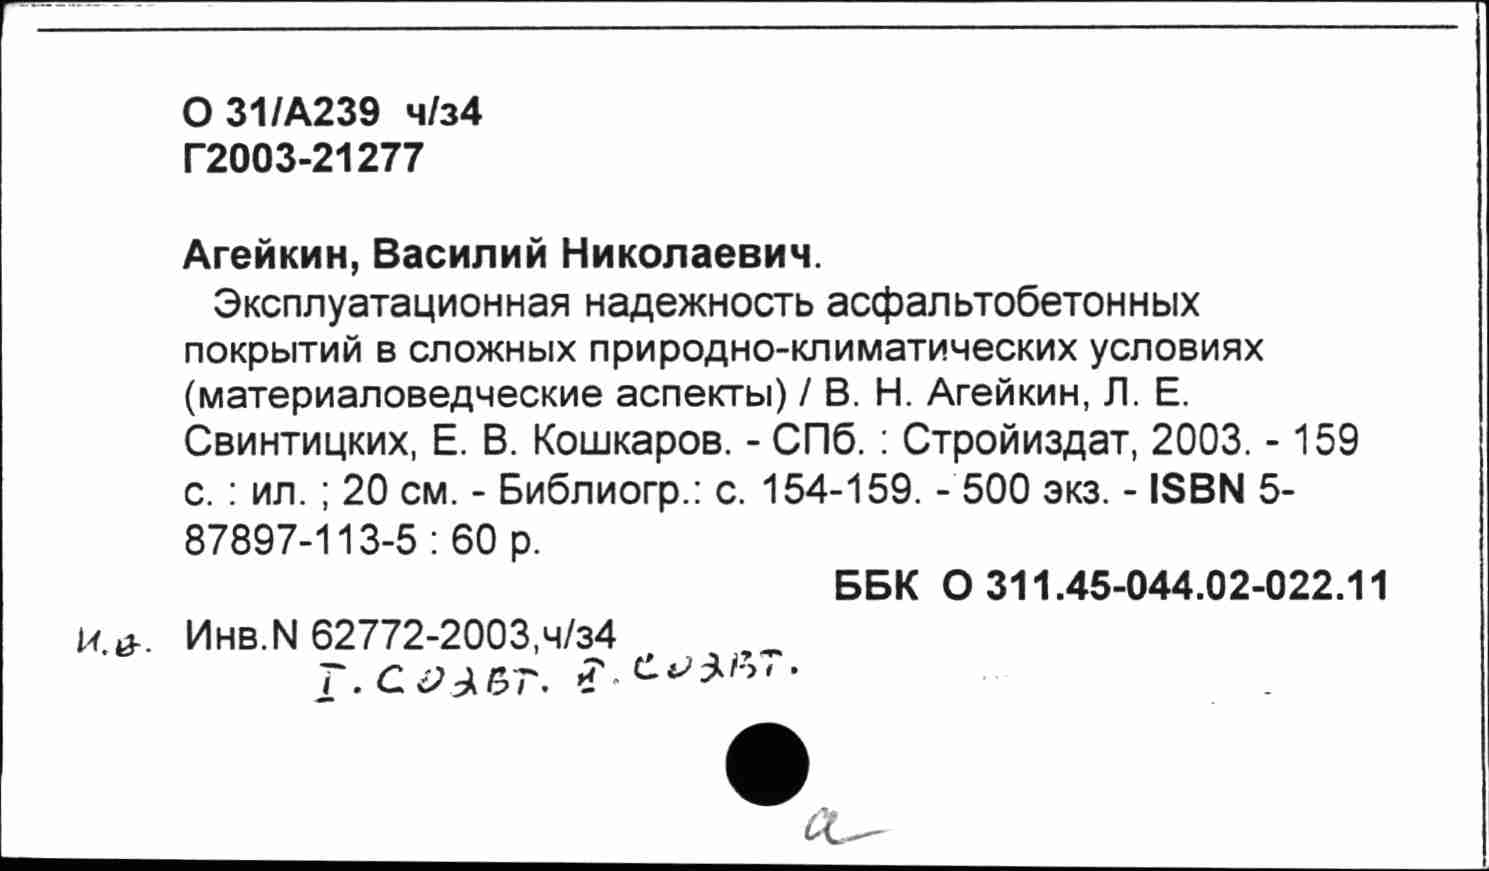 О 31/А239 ч/з4
Г2003-21277
Агейкин, Василий Николаевич.
Эксплуатационная надежность асфальтобетонных
покрытий в сложных природно-климатических условиях
(материаловедческие аспекты) / В. Н. Агейкин, Л. Е.
Свинтицких, Е. В. Кошкаров. - СПб. : Стройиздат, 2003. - 159
с. : ил. ; 20 см. - Библиогр.: с. 154-159. - 500 экз. - ISBN 5-
87897-113-5 : 60 р.
ББК О 311.45-044.02-022.11
и.в. Инв.N 62772-2003,ч/з4
I. СОАВТ. II. СОАВТ.
а